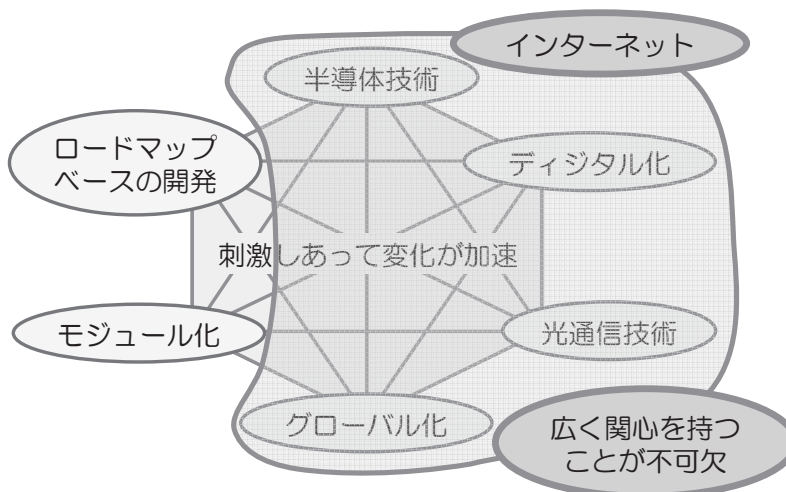 インターネット
半導体技術
ロードマップ
ベースの開発
ディジタル化
刺激しあって変化が加速
モジュール化
光通信技術
グローバル化
広く関心を持つ
ことが不可欠